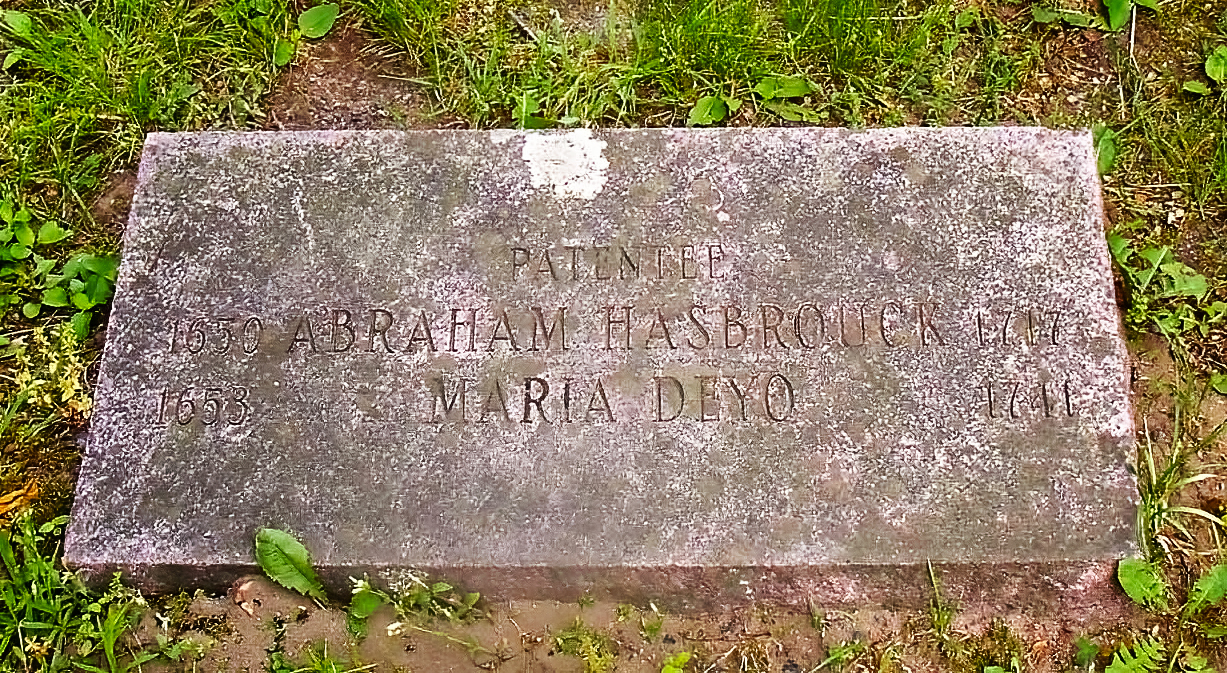 PATENTEE
1650 ABRAHAM HASBROUCK 1717
1653 MARIA DEYO 1741